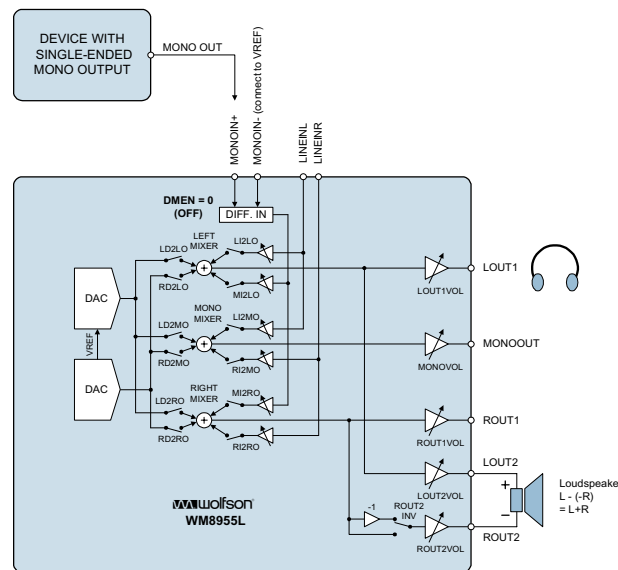 DEVICE WITH
SINGLE-ENDED
MONO OUTPUT
MONO OUT
MONOIN+
MONOIN- (connect to VREF)
LINEINL
LINEINR
DMEN = 0
(OFF)
DIFF. IN
LEFT
MIXER
LD2LO
RD2LO
LI2LO
MI2LO
LOUT1VOL
LOUT1
DAC
VREF
DAC
MONO
MIXER
LD2MO
RD2MO
LI2MO
RI2MO
MONOVOL
MONOOUT
RIGHT
MIXER
LD2RO
RD2RO
MI2RO
RI2RO
ROUT1VOL
ROUT1
LOUT2VOL
LOUT2
-1
ROUT2
INV
ROUT2VOL
ROUT2
+
−
Loudspeake
L - (-R)
= L+R
wolfson
WM8955L